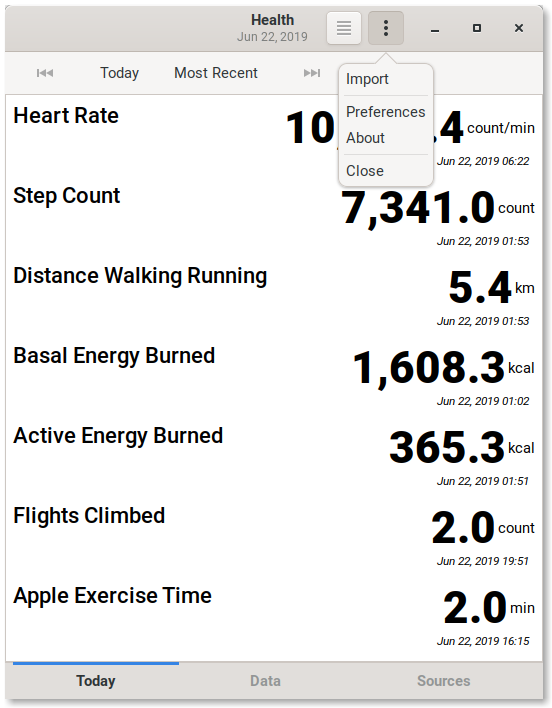 Health
Jun 22, 2019
Today Most Recent
Import
Preferences
About
Close
Heart Rate
count/min
Jun 22, 2019 06:22
Step Count
7,341.0 count
Jun 22, 2019 01:53
Distance Walking Running
5.4 km
Jun 22, 2019 01:53
Basal Energy Burned
1,608.3 kcal
Jun 22, 2019 01:02
Active Energy Burned
365.3 kcal
Jun 22, 2019 01:51
Flights Climbed
2.0 count
Jun 22, 2019 19:51
Apple Exercise Time
2.0 min
Jun 22, 2019 16:15
Today Data Sources